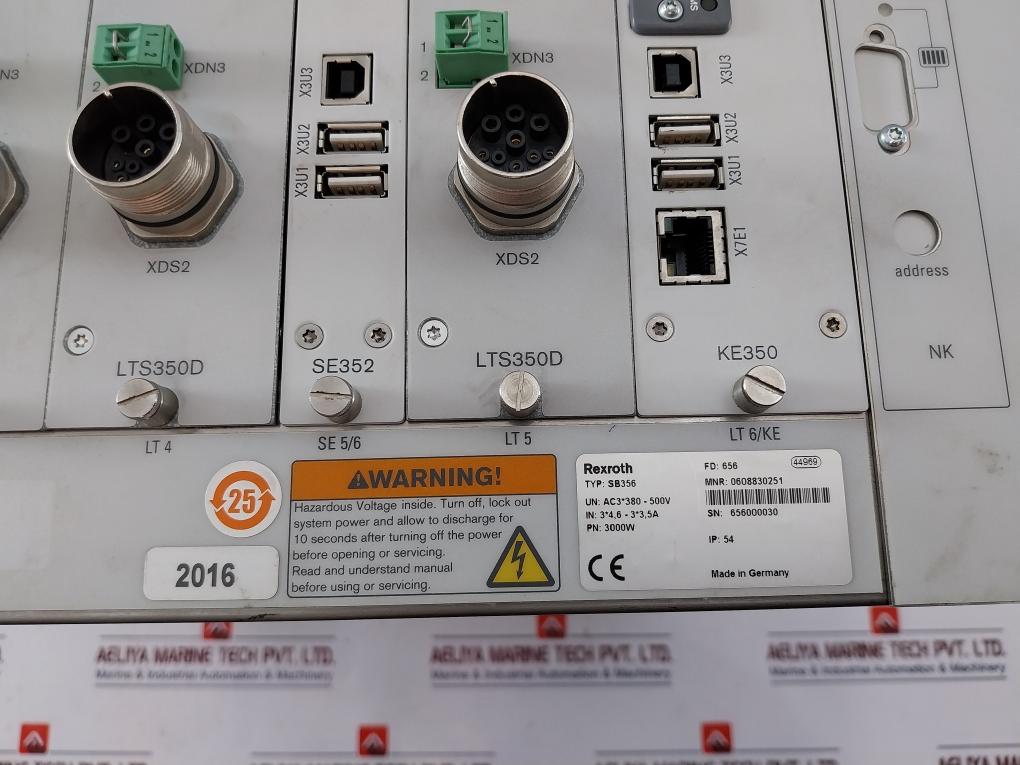 MS
N3
2
1 2
XDN3
XDS2
LTS350D
X3U3
X3U2
X3U1
SE352
1
2
1 2
XDN3
XDS2
LTS350D
X3U3
X3U2
X3U1
X7E1
KE350
address
NK
LT 4
SE 5/6
LT 5
LT 6/KE
25
2016
WARNING!
Hazardous Voltage inside. Turn off, lock out
system power and allow to discharge for
10 seconds after turning off the power
before opening or servicing.
Read and understand manual
before using or servicing.
Rexroth
TYP: SB356
UN: AC3*380 - 500V
IN: 3*4,6 - 3*3,5A
PN: 3000W
CE
FD: 656
44969
MNR: 0608830251
SN: 656000030
IP: 54
Made in Germany
AELIYA MARINE TECH PVT. LTD.
Marine & Industrial Automation & Machinery
AELIYA MARINE TECH PVT. LTD.
Marine & Industrial Automation & Machinery
AELIYA MARINE TECH PVT. LTD.
Marine & Industrial Automation & Machinery